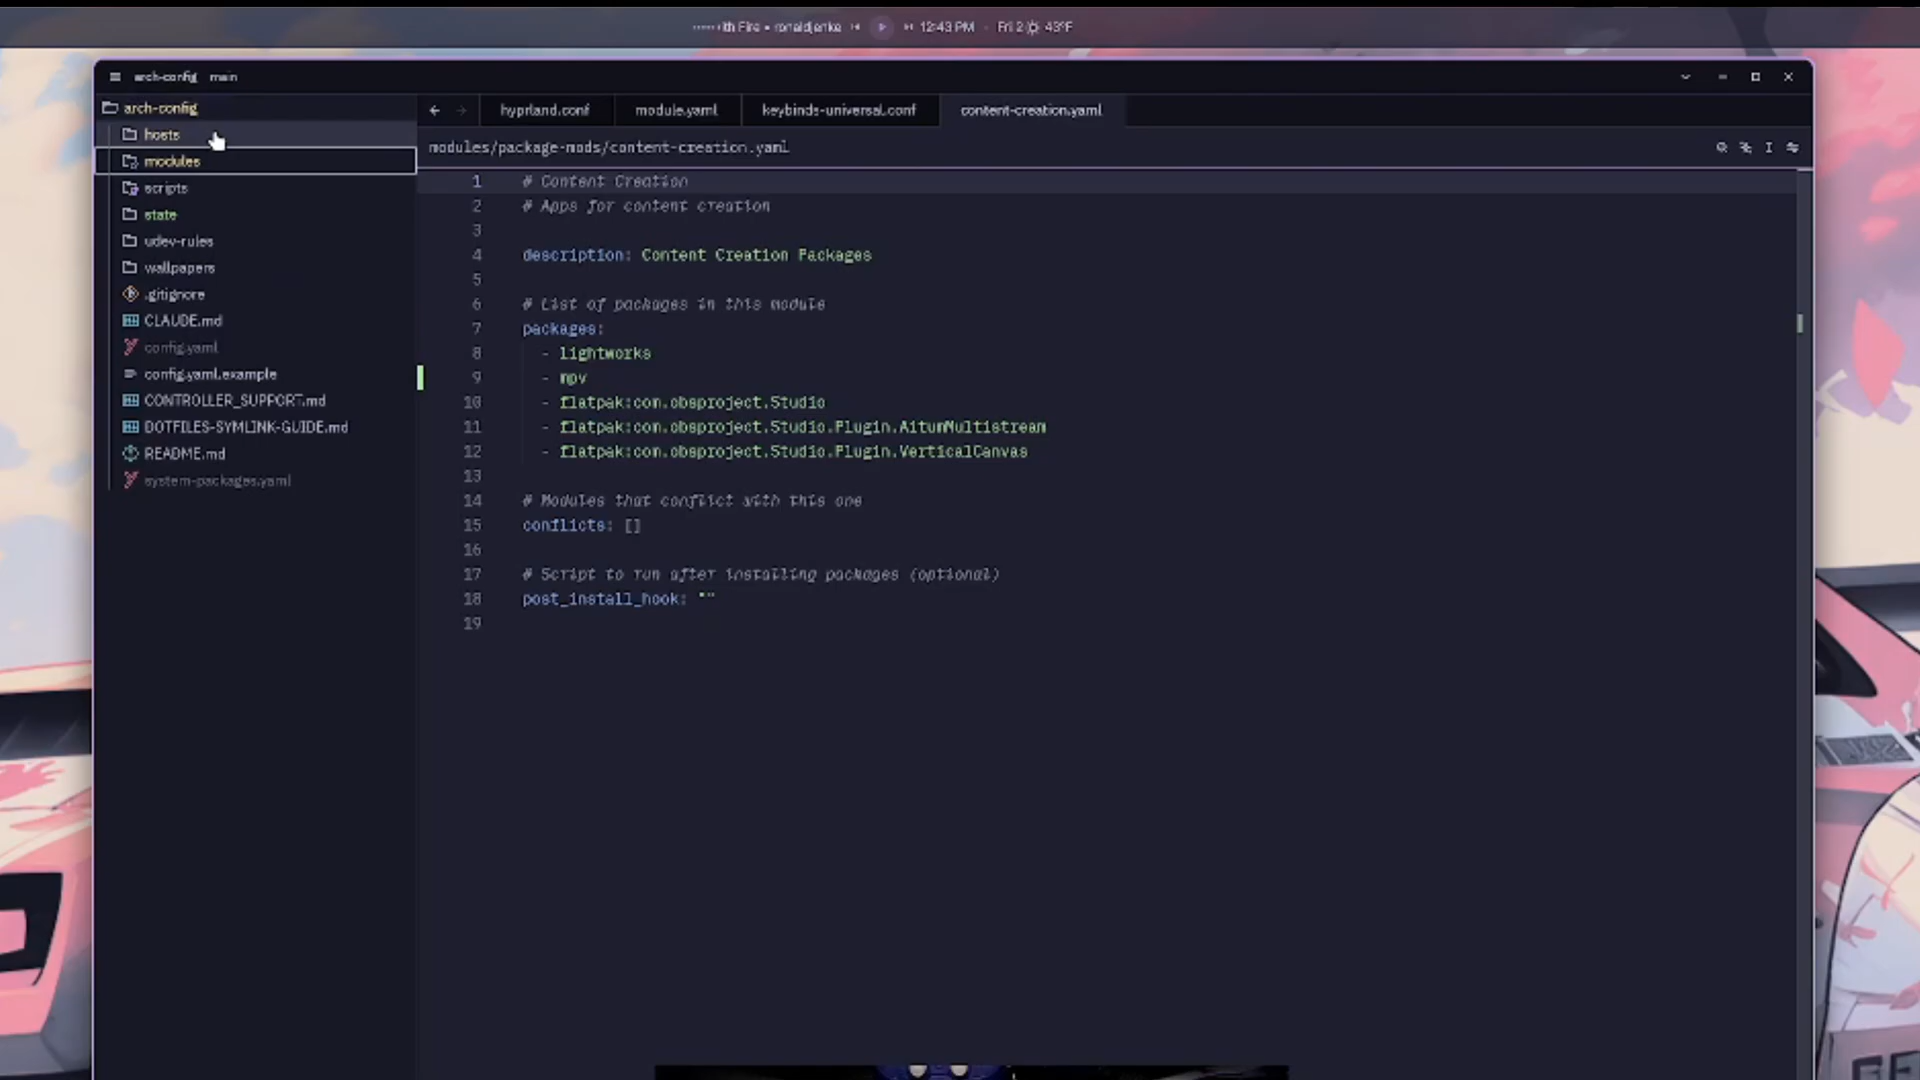 ith Fire • ronaldjenke 12:43 PM Fri 2 43°F
arch-config main
arch-config
hosts
modules
scripts
state
udev-rules
wallpapers
.gitignore
CLAUDE.md
config.yaml
config.yaml.example
CONTROLLER_SUPPORT.md
DOTFILES-SYMLINK-GUIDE.md
README.md
system-packages.yaml
hyprland.conf module.yaml keybinds-universal.conf content-creation.yaml
modules/package-mods/content-creation.yaml
1 # Content Creation
2 # Apps for content creation
3
4 description: Content Creation Packages
5
6 # List of packages in this module
7 packages:
8 - lightworks
9 - mpv
10 - flatpak:com.obsproject.Studio
11 - flatpak:com.obsproject.Studio.Plugin.AitumMultistream
12 - flatpak:com.obsproject.Studio.Plugin.VerticalCanvas
13
14 # Modules that conflict with this one
15 conflicts: []
16
17 # Script to run after installing packages (optional)
18 post_install_hook: ""
19